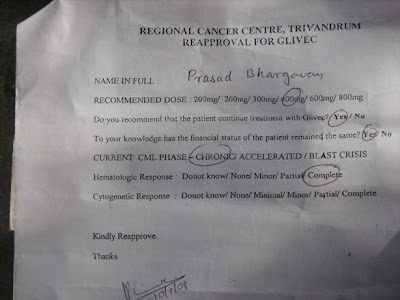 REGIONAL CANCER CENTRE, TRIVANDRUM
REAPPROVAL FOR GLIVEC
NAME IN FULL : Prasad Bhargavan
RECOMMENDED DOSE : 200mg/ 260mg/ 300mg/ 400mg/ 600mg/ 800mg
Do you recommend that the patient continue treatment with Glivec? Yes / No
To your knowledge has the financial status of the patient remained the same? Yes/ No
CURRENT CML PHASE - CHRONIC/ ACCELERATED / BLAST CRISIS
Hematologic Response : Donot know/ None/ Minor/ Partial/ Complete
Cytogenetic Response : Donot know/ None/ Minimal/ Minor/ Partial/ Complete
Kindly Reapprove.
Thanks